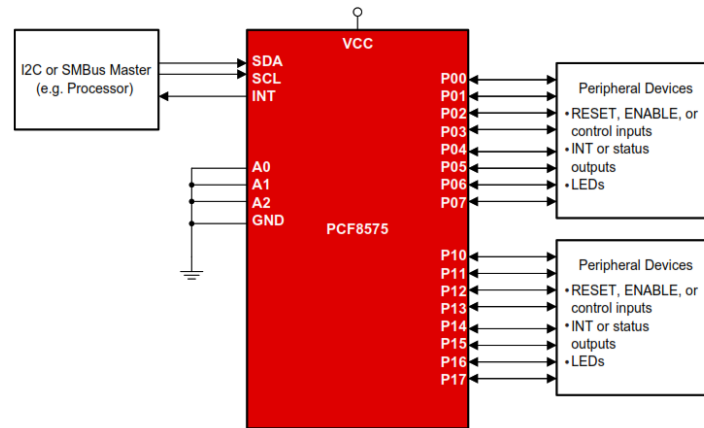 VCC
I2C or SMBus Master
(e.g. Processor)
SDA
SCL
INT
A0
A1
A2
GND
PCF8575
P00
P01
P02
P03
P04
P05
P06
P07
P10
P11
P12
P13
P14
P15
P16
P17
Peripheral Devices
• RESET, ENABLE, or
control inputs
• INT or status
outputs
• LEDs
Peripheral Devices
• RESET, ENABLE, or
control inputs
• INT or status
outputs
• LEDs